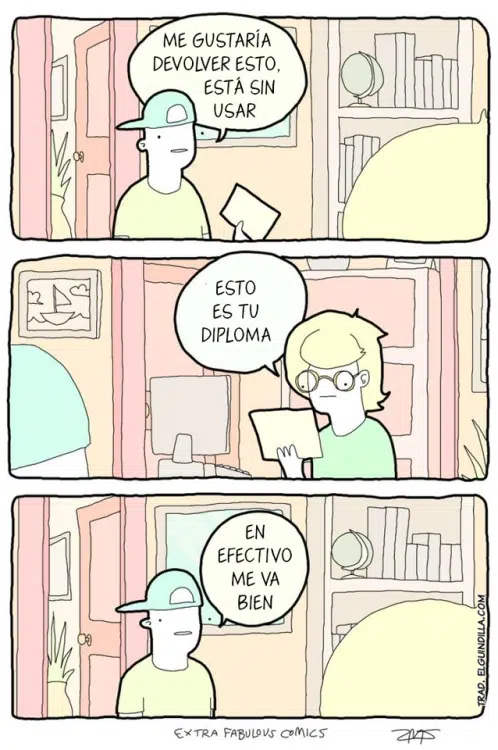 ME GUSTARÍA
DEVOLVER ESTO,
ESTÁ SIN
USAR
ESTO
ES TU
DIPLOMA
EN
EFECTIVO
ME VA
BIEN
TRAD. ELGUINDILLA.COM
EXTRA FABULOUS COMICS